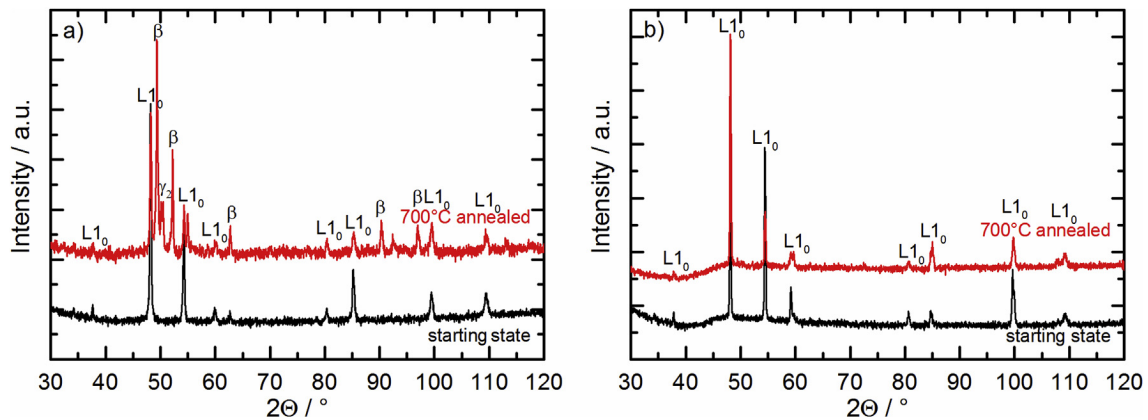 a)
β
L1₀
β
γ₂
L1₀
L1₀
L1₀
β
L1₀
L1₀
β
βL1₀
L1₀
700°C annealed
starting state
Intensity / a.u.
30 40 50 60 70 80 90 100 110 120
2Θ / °
b)
L1₀
L1₀
L1₀
L1₀
L1₀
L1₀
L1₀
L1₀
700°C annealed
starting state
Intensity / a.u.
30 40 50 60 70 80 90 100 110 120
2Θ / °